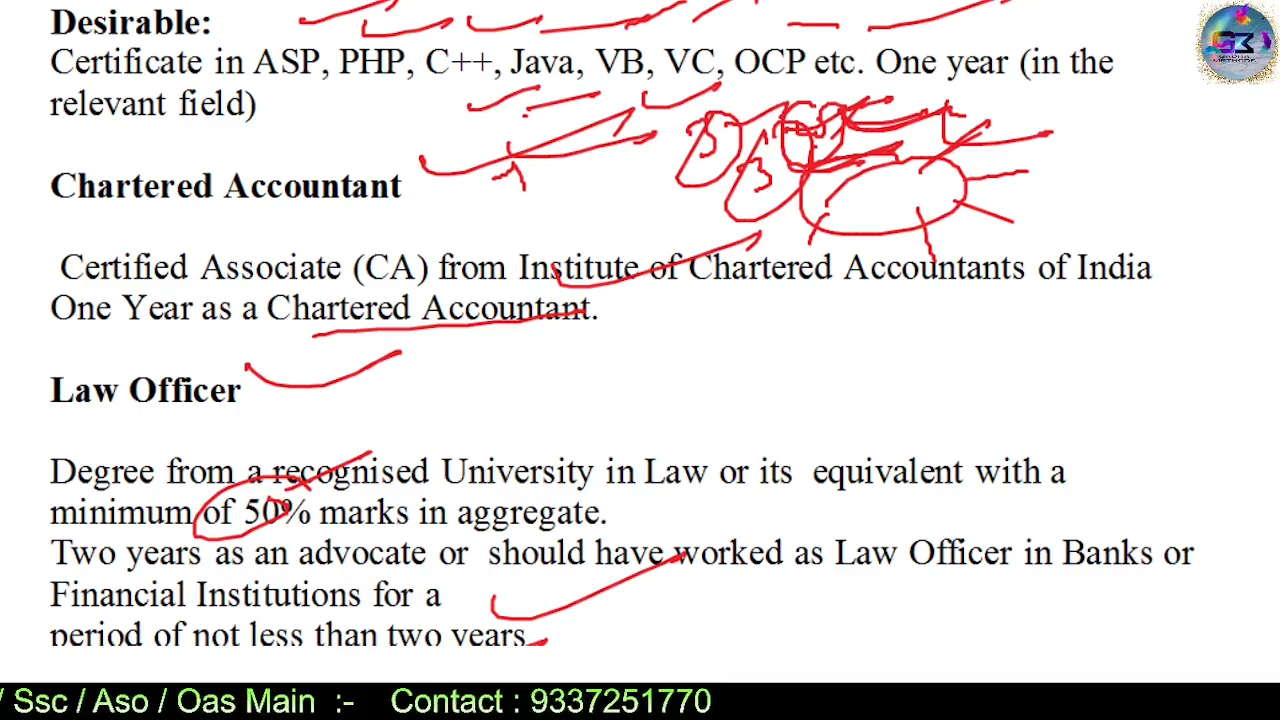 Desirable:
Certificate in ASP, PHP, C++, Java, VB, VC, OCP etc. One year (in the
relevant field)
Chartered Accountant
Certified Associate (CA) from Institute of Chartered Accountants of India
One Year as a Chartered Accountant.
Law Officer
Degree from a recognised University in Law or its equivalent with a
minimum of 50% marks in aggregate.
Two years as an advocate or should have worked as Law Officer in Banks or
Financial Institutions for a
period of not less than two years.
/ Ssc / Aso / Oas Main :- Contact : 9337251770